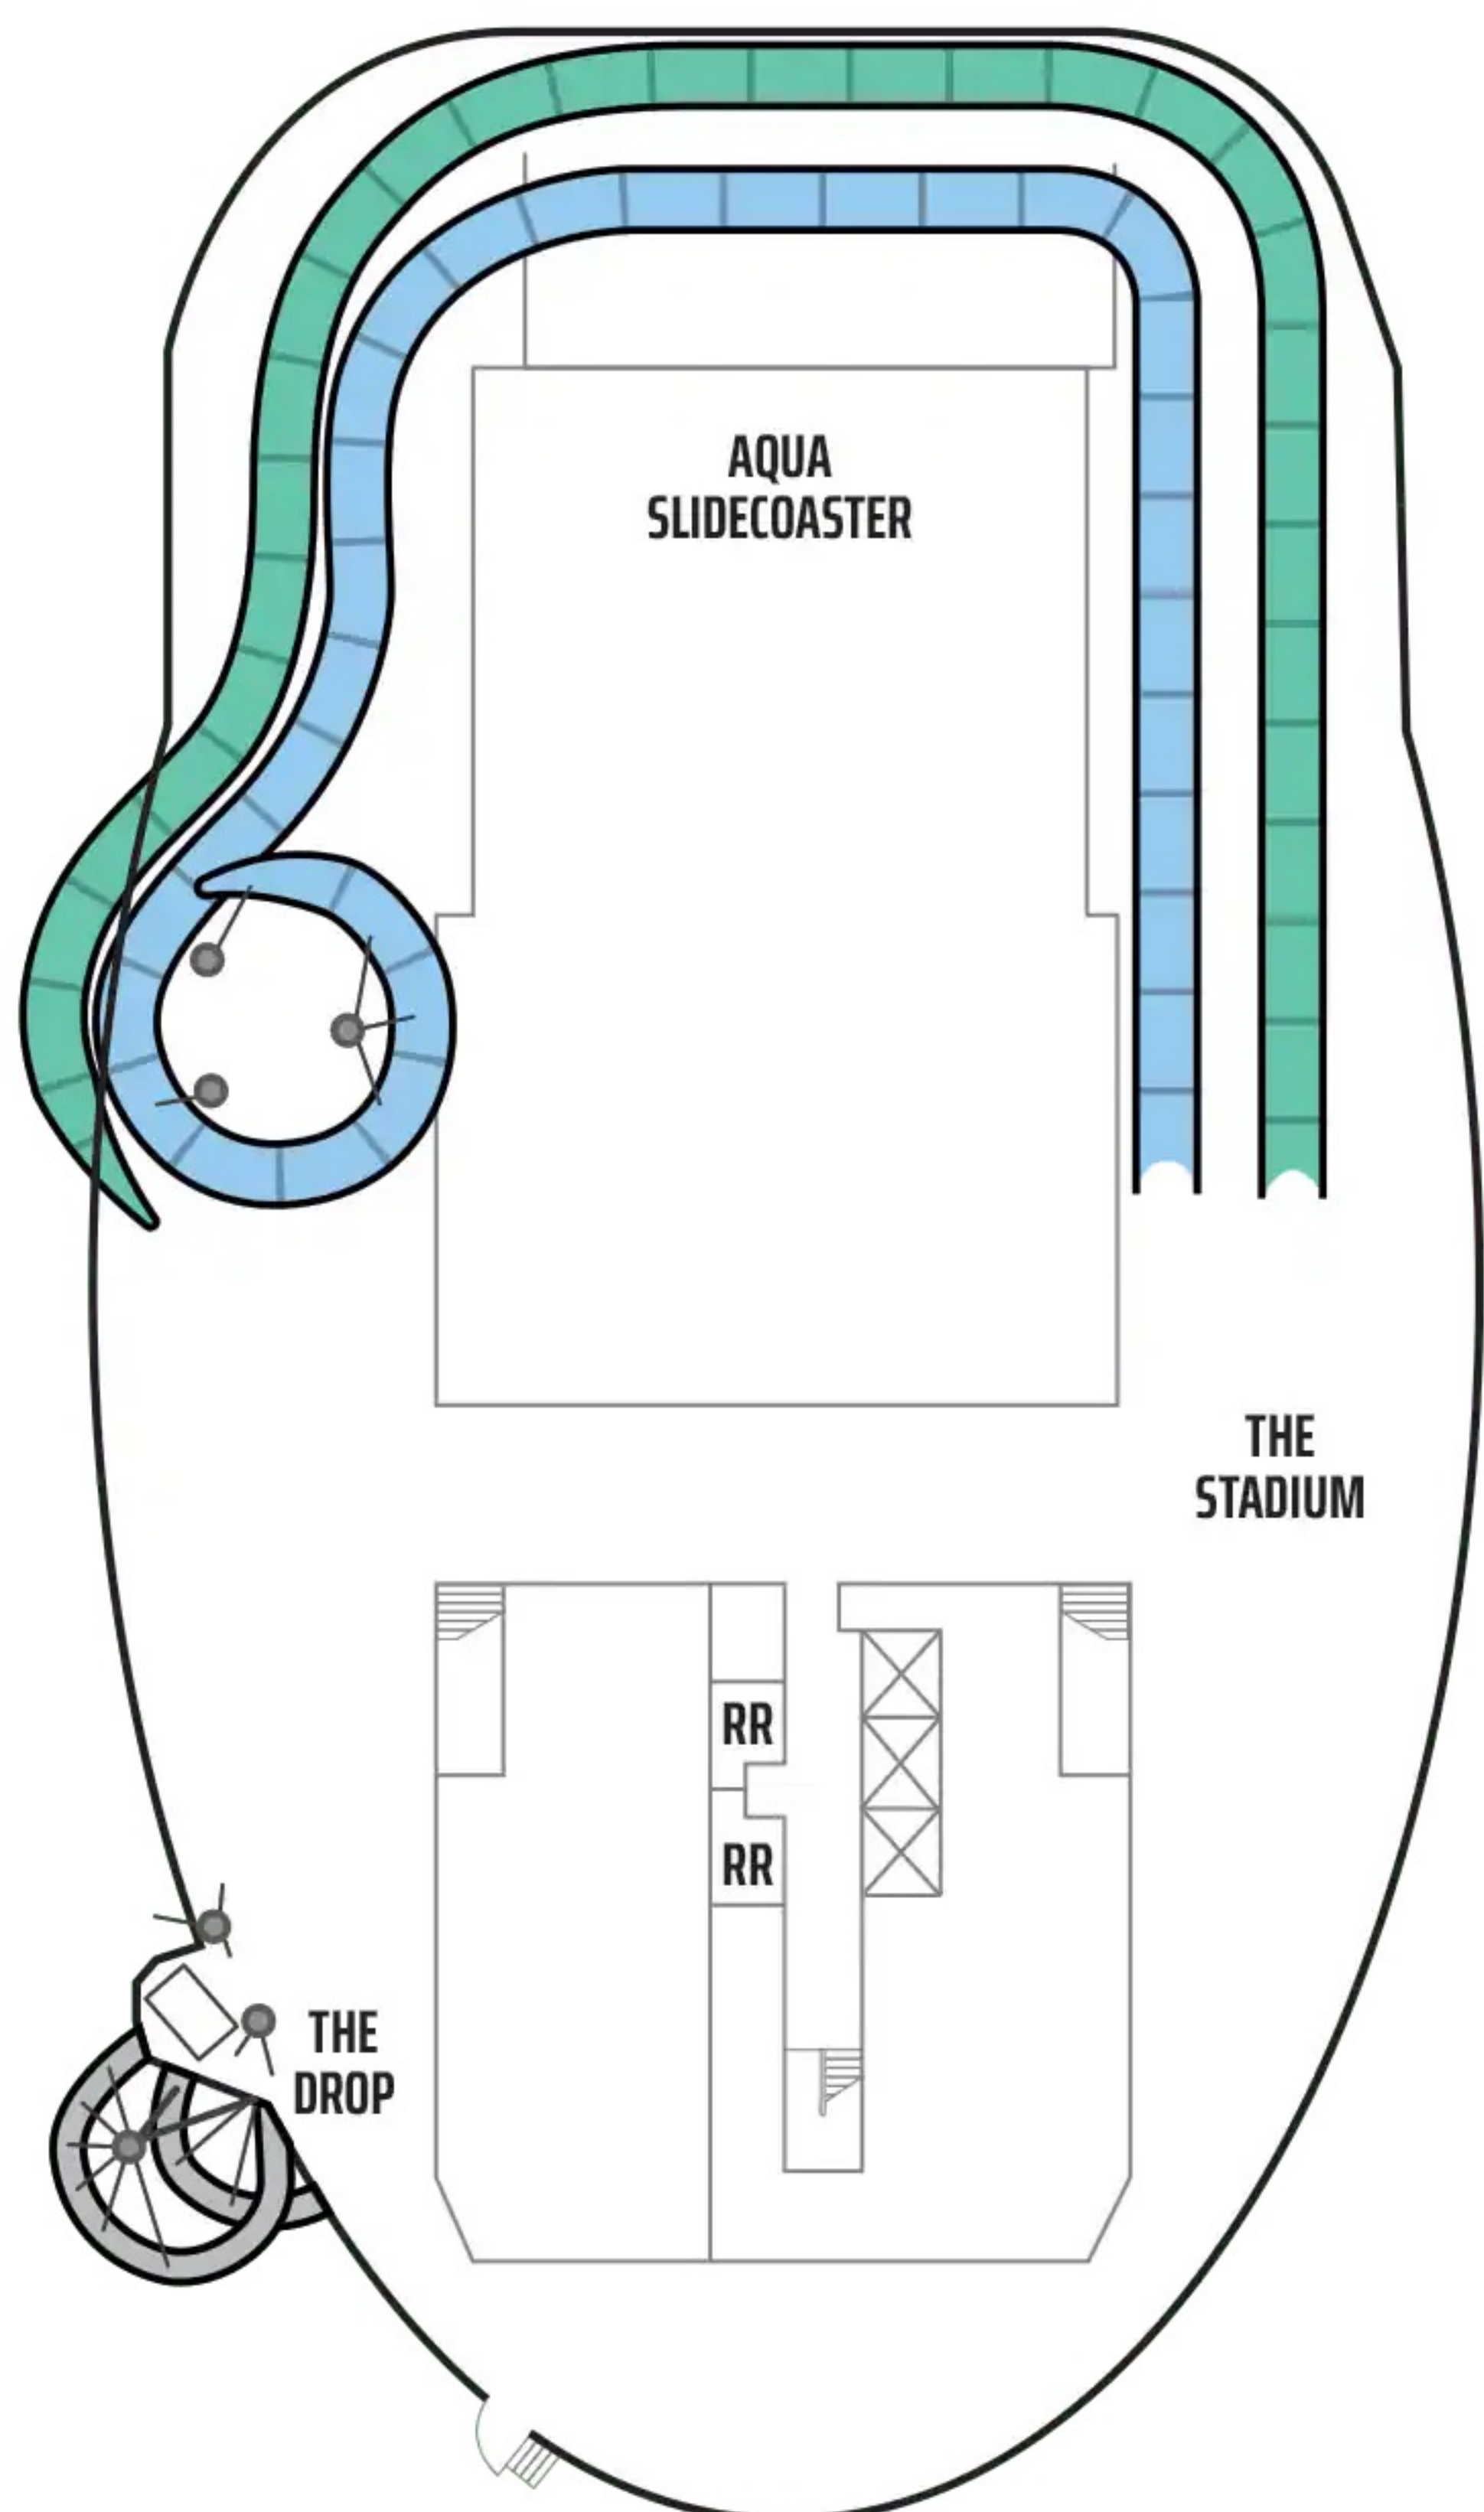 AQUA
SLIDECOASTER
THE
STADIUM
RR
RR
THE
DROP